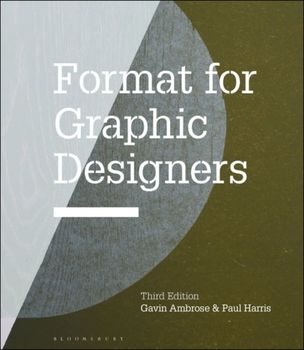 Format for
Graphic
Designers
Third Edition
Gavin Ambrose & Paul Harris
BLOOMSBURY